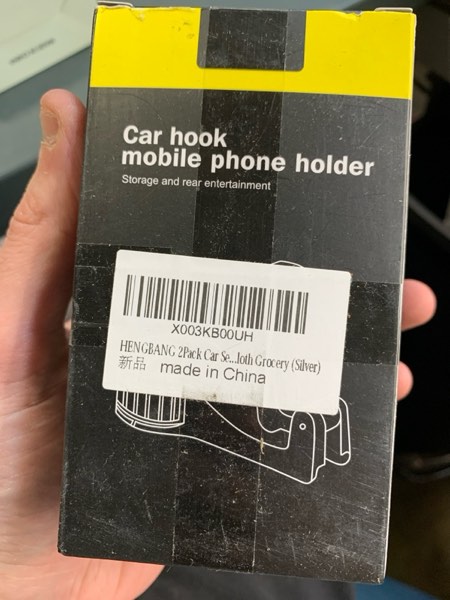 Car hook
mobile phone holder
Storage and rear entertainment
X003KB00UH
HENGBANG 2Pack Car Se...loth Grocery (Silver)
新品 made in China